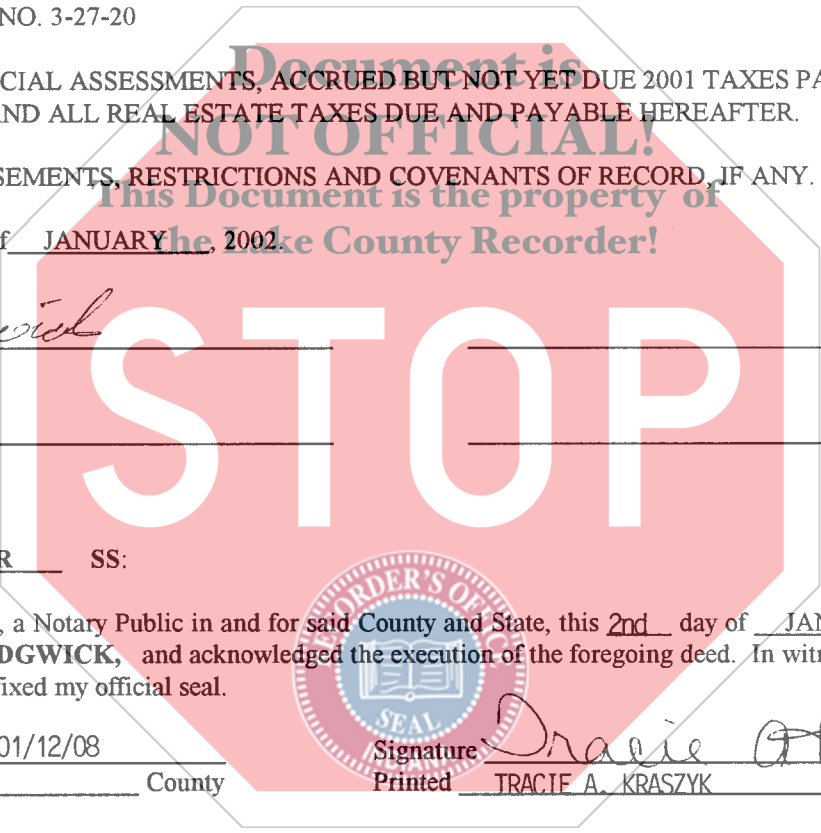 NO. 3-27-20
Document is
CIAL ASSESSMENTS, ACCRUED BUT NOT YET DUE 2001 TAXES PA
AND ALL REAL ESTATE TAXES DUE AND PAYABLE HEREAFTER.
NOT OFFICIAL!
SEMENTS, RESTRICTIONS AND COVENANTS OF RECORD, IF ANY.
This Document is the property of
f JANUARY, 2002.
the Lake County Recorder!
STOP
R SS:
RECORDER'S OFFICE
, a Notary Public in and for said County and State, this 2nd day of JAN
DGWICK, and acknowledged the execution of the foregoing deed. In witn
fixed my official seal.
SEAL
01/12/08 Signature Tracie
County Printed TRACIE A. KRASZYK